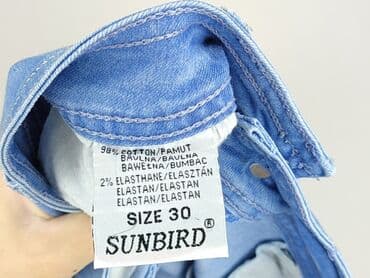 98% COTTON/PAMUT
BAVLNA/BAVLNA
BAWEŁNA/BUMBAC
2% ELASTHANE/ELASZTÁN
ELASTAN/ELASTAN
ELASTAN/ELASTAN
SIZE 30
SUNBIRD®